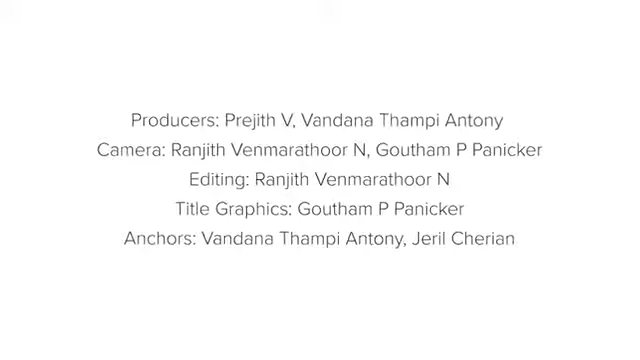 Producers: Prejith V, Vandana Thampi Antony
Camera: Ranjith Venmarathoor N, Goutham P Panicker
Editing: Ranjith Venmarathoor N
Title Graphics: Goutham P Panicker
Anchors: Vandana Thampi Antony, Jeril Cherian